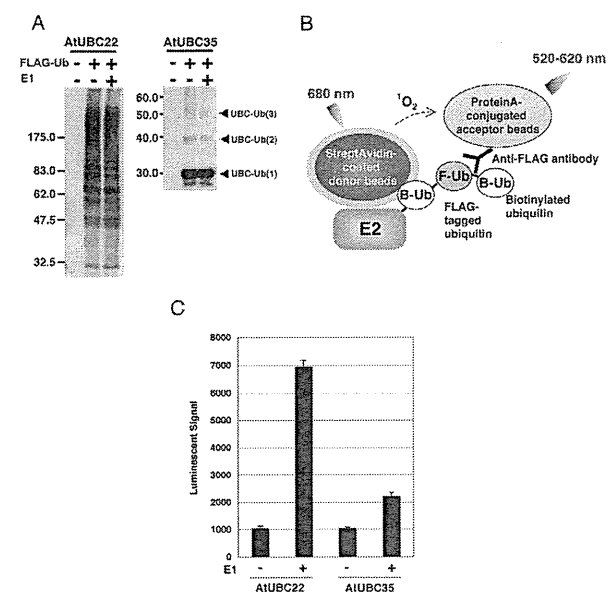 A
AtUBC22
AtUBC35
FLAG-Ub - + + - + +
E1 - - + - - +
175.0
83.0
62.0
47.5
32.5
60.0
50.0
40.0
30.0
UBC-Ub(3)
UBC-Ub(2)
UBC-Ub(1)
B
520-620 nm
680 nm
¹O₂
ProteinA-
conjugated
acceptor beads
StreptAvidin-
coated
donor beads
Anti-FLAG antibody
B-Ub
F-Ub
B-Ub
E2
FLAG-
tagged
ubiquitin
Biotinylated
ubiquitin
C
8000
7000
6000
5000
4000
3000
2000
1000
0
Luminescent Signal
E1 - + - +
AtUBC22 AtUBC35